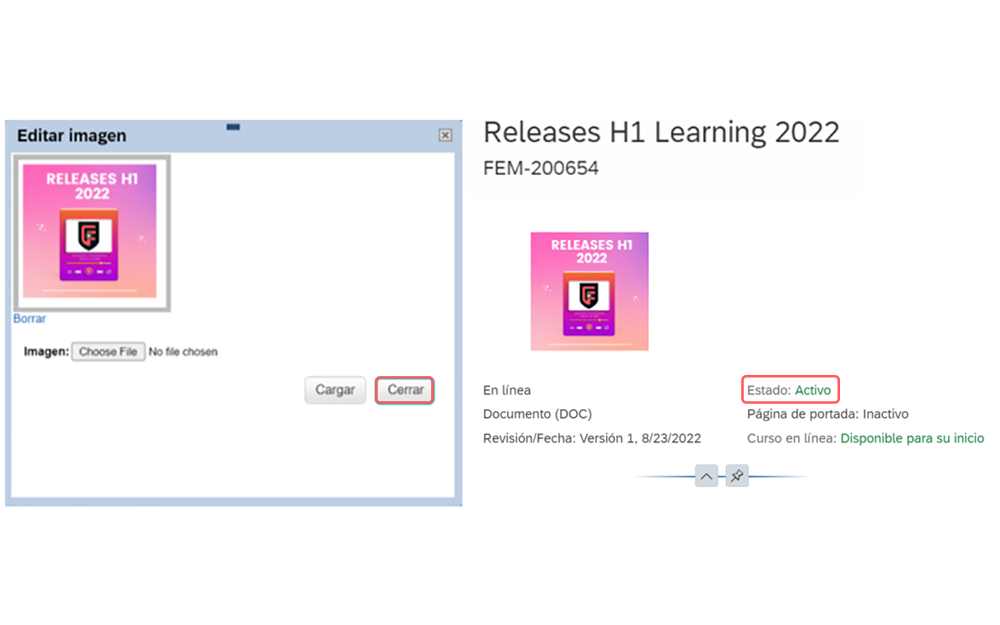 Editar imagen
RELEASES H1
2022
Borrar
Imagen: Choose File No file chosen
Cargar Cerrar
Releases H1 Learning 2022
FEM-200654
RELEASES H1
2022
En línea
Estado: Activo
Documento (DOC)
Página de portada: Inactivo
Revisión/Fecha: Versión 1, 8/23/2022
Curso en línea: Disponible para su inicio